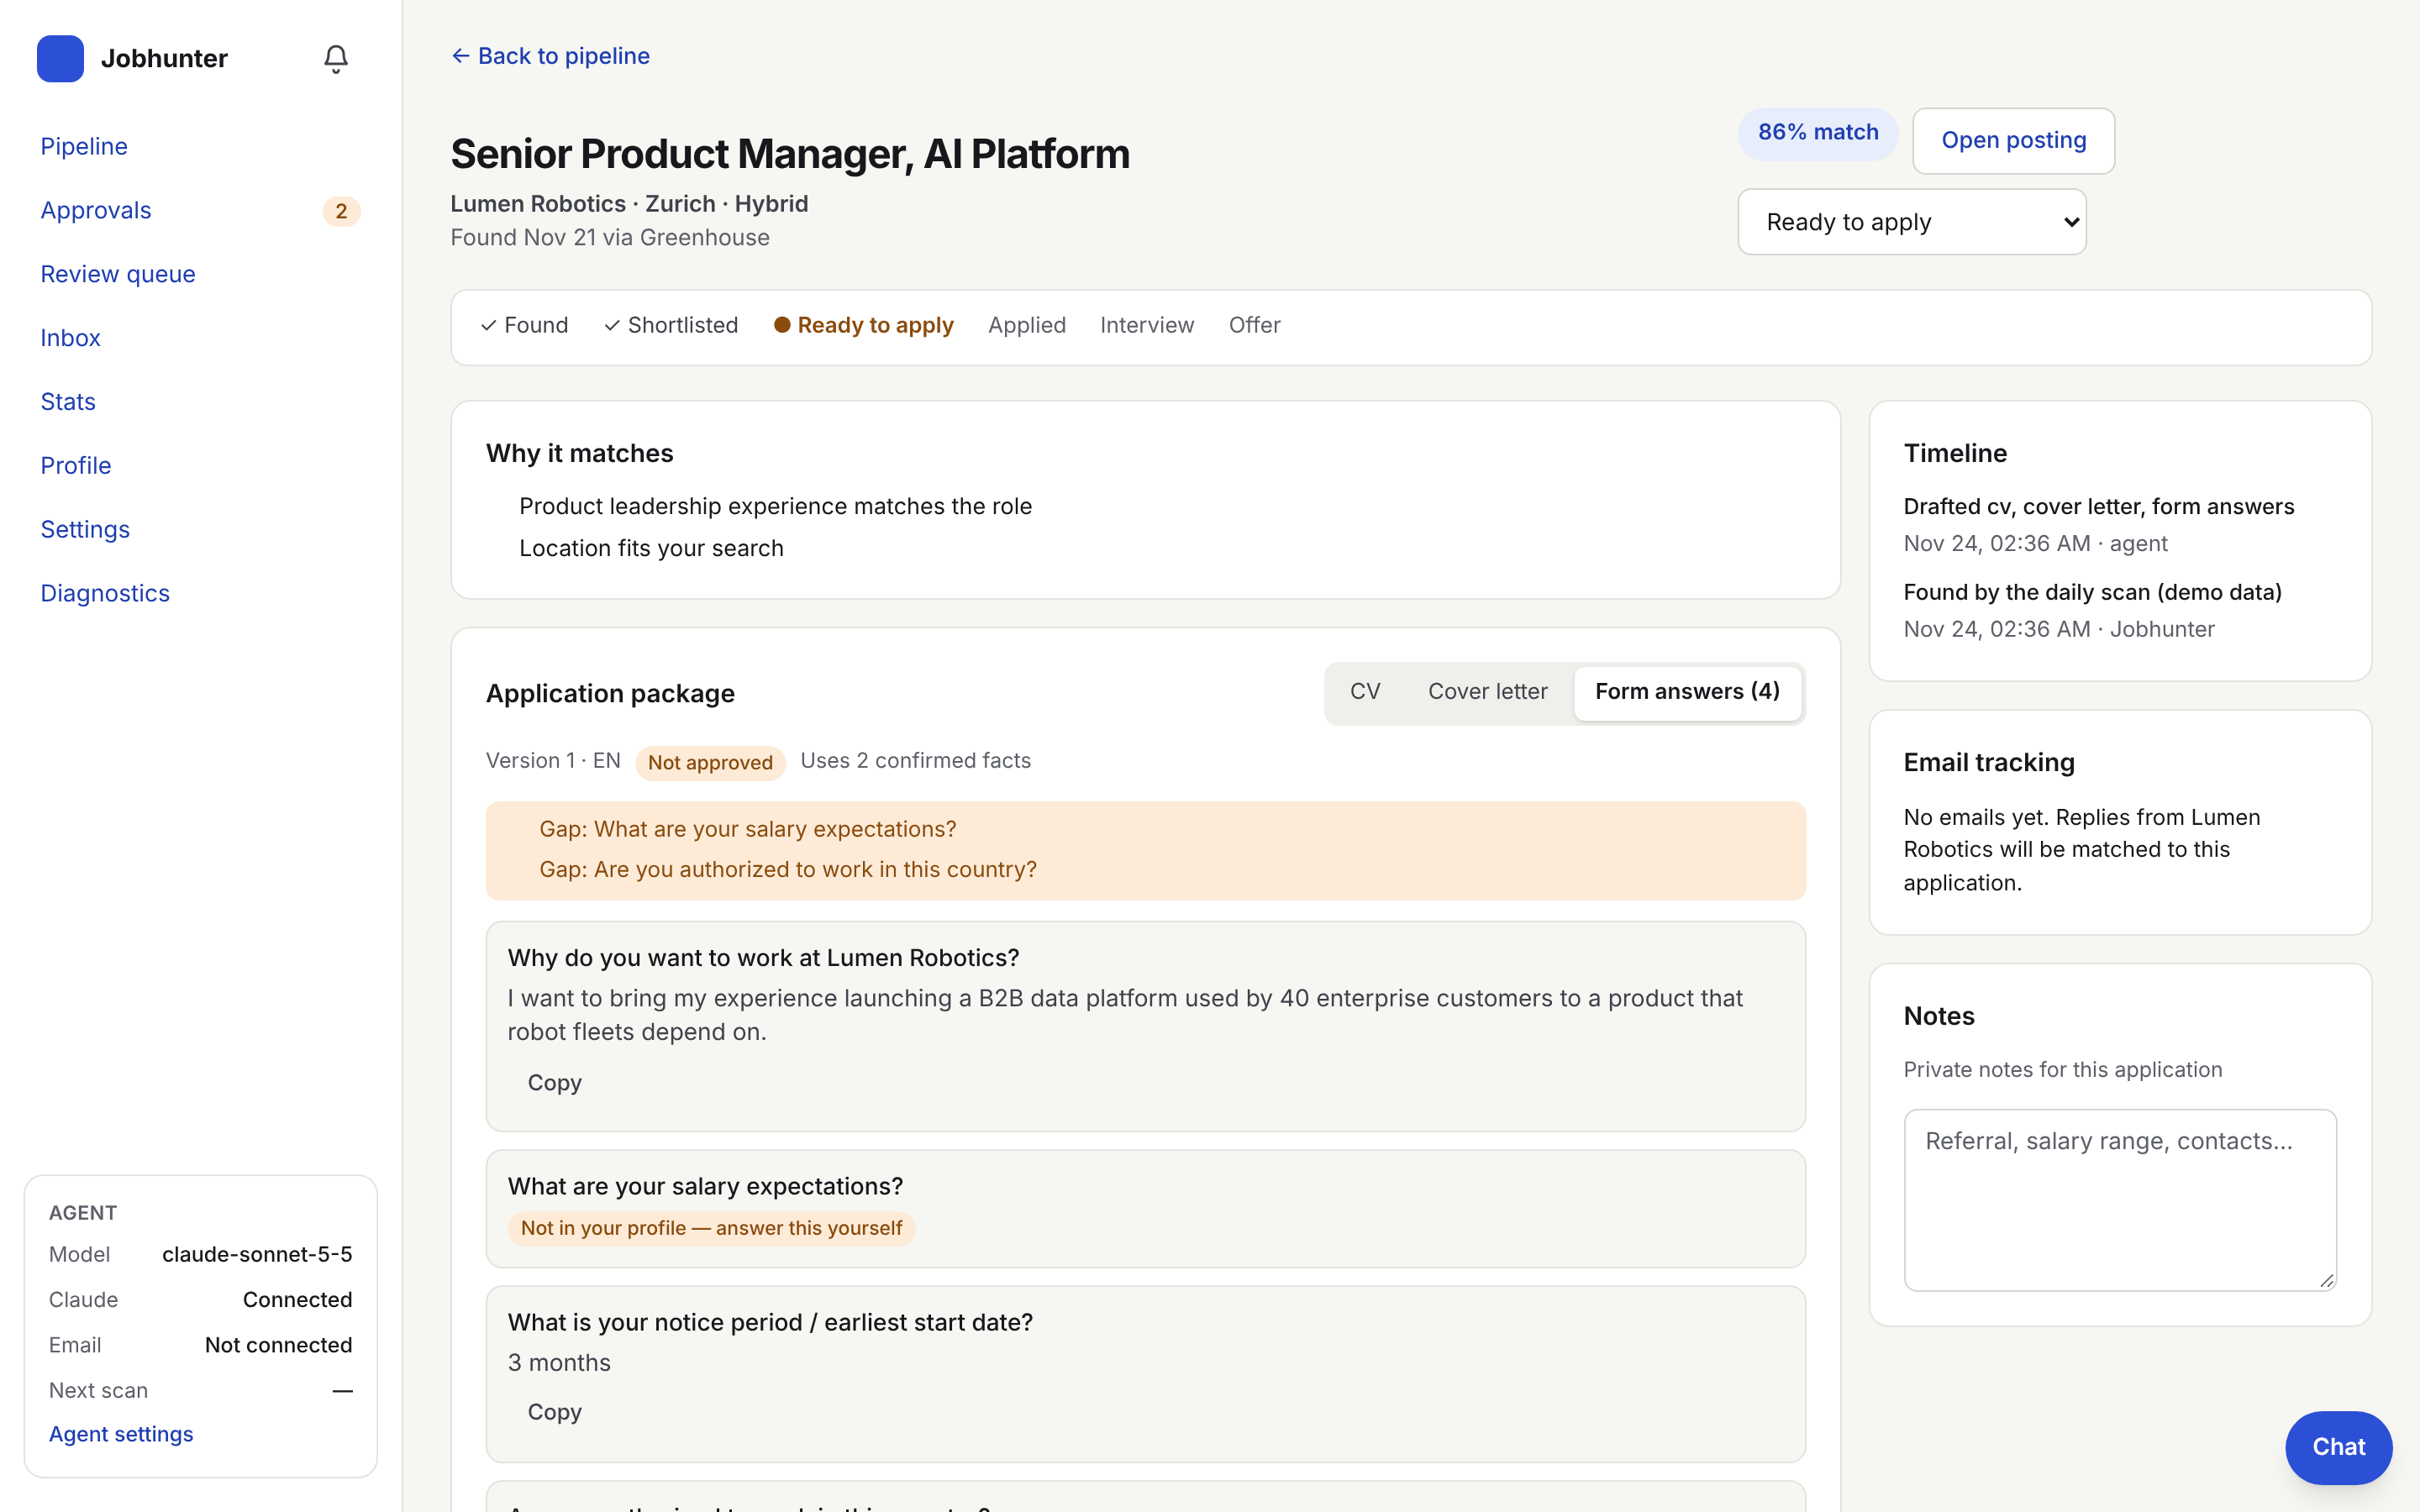 Jobhunter
Pipeline
Approvals 2
Review queue
Inbox
Stats
Profile
Settings
Diagnostics
AGENT
Model claude-sonnet-5-5
Claude Connected
Email Not connected
Next scan —
Agent settings
← Back to pipeline
Senior Product Manager, AI Platform
Lumen Robotics · Zurich · Hybrid
Found Nov 21 via Greenhouse
86% match
Open posting
Ready to apply
✓ Found ✓ Shortlisted ● Ready to apply Applied Interview Offer
Why it matches
Product leadership experience matches the role
Location fits your search
Application package
CV Cover letter Form answers (4)
Version 1 · EN Not approved Uses 2 confirmed facts
Gap: What are your salary expectations?
Gap: Are you authorized to work in this country?
Why do you want to work at Lumen Robotics?
I want to bring my experience launching a B2B data platform used by 40 enterprise customers to a product that
robot fleets depend on.
Copy
What are your salary expectations?
Not in your profile — answer this yourself
What is your notice period / earliest start date?
3 months
Copy
Timeline
Drafted cv, cover letter, form answers
Nov 24, 02:36 AM · agent
Found by the daily scan (demo data)
Nov 24, 02:36 AM · Jobhunter
Email tracking
No emails yet. Replies from Lumen
Robotics will be matched to this
application.
Notes
Private notes for this application
Referral, salary range, contacts...
Chat